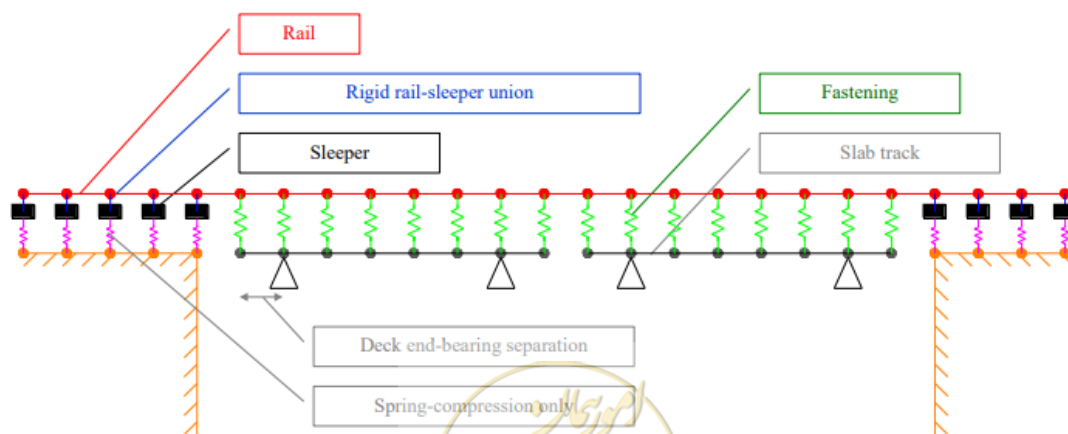 Rail
Rigid rail-sleeper union
Fastening
Sleeper
Slab track
Deck end-bearing separation
Spring-compression only